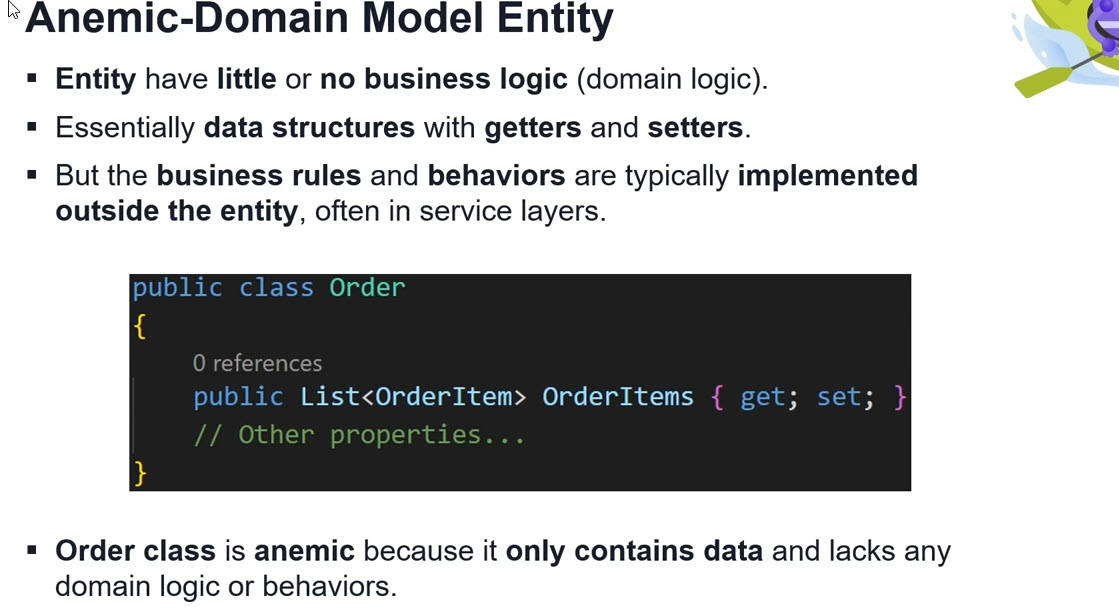 Anemic-Domain Model Entity
▪ Entity have little or no business logic (domain logic).
▪ Essentially data structures with getters and setters.
▪ But the business rules and behaviors are typically implemented
outside the entity, often in service layers.
public class Order
{
0 references
public List<OrderItem> OrderItems { get; set; }
// Other properties...
}
▪ Order class is anemic because it only contains data and lacks any
domain logic or behaviors.